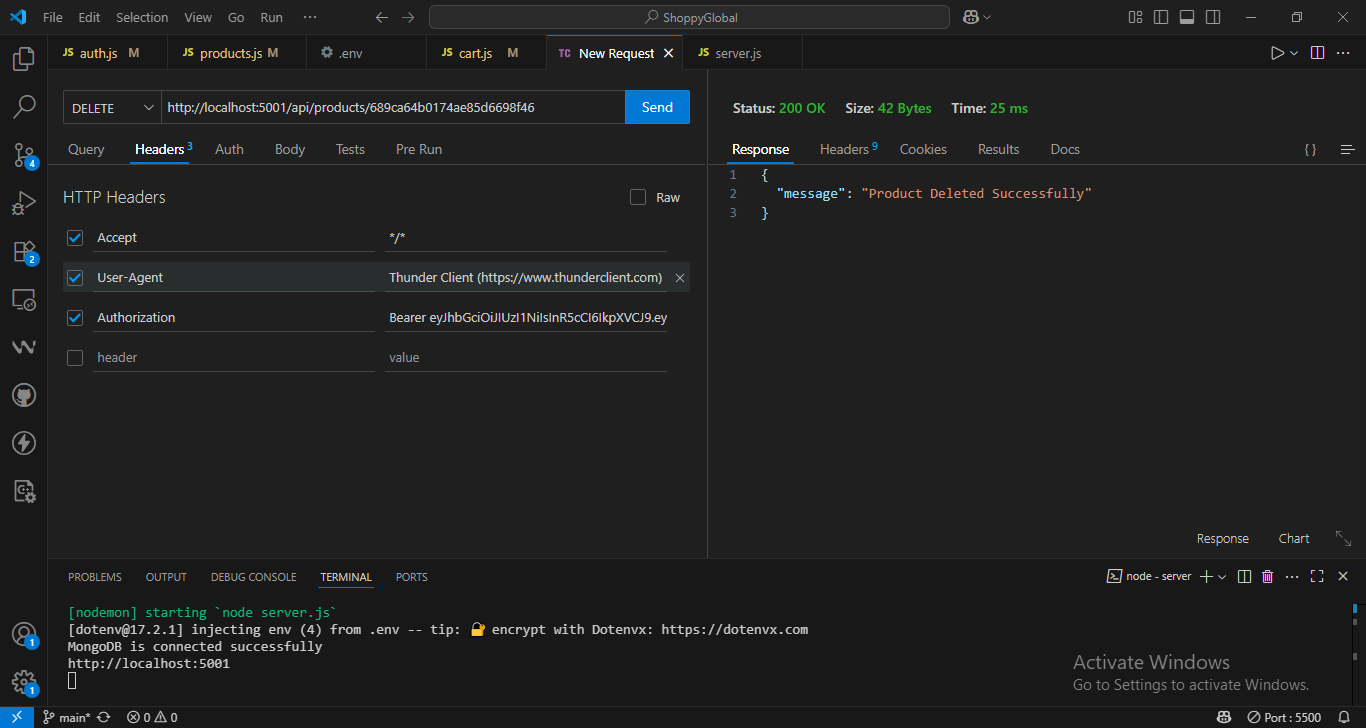 File Edit Selection View Go Run ··· ShoppyGlobal
JS auth.js M JS products.js M .env JS cart.js M TC New Request JS server.js
DELETE http://localhost:5001/api/products/689ca64b0174ae85d6698f46 Send
Status: 200 OK Size: 42 Bytes Time: 25 ms
Query Headers 3 Auth Body Tests Pre Run
Response Headers 9 Cookies Results Docs { }
HTTP Headers Raw
Accept */*
User-Agent Thunder Client (https://www.thunderclient.com)
Authorization Bearer eyJhbGciOiJIUzI1NiIsInR5cCI6IkpXVCJ9.ey
header value
1 {
2 "message": "Product Deleted Successfully"
3 }
4
2
1
1
Response Chart
PROBLEMS OUTPUT DEBUG CONSOLE TERMINAL PORTS node - server
[nodemon] starting `node server.js`
[dotenv@17.2.1] injecting env (4) from .env -- tip: 🔐 encrypt with Dotenvx: https://dotenvx.com
MongoDB is connected successfully
http://localhost:5001
Activate Windows
Go to Settings to activate Windows.
main* 0 0 Port : 5500